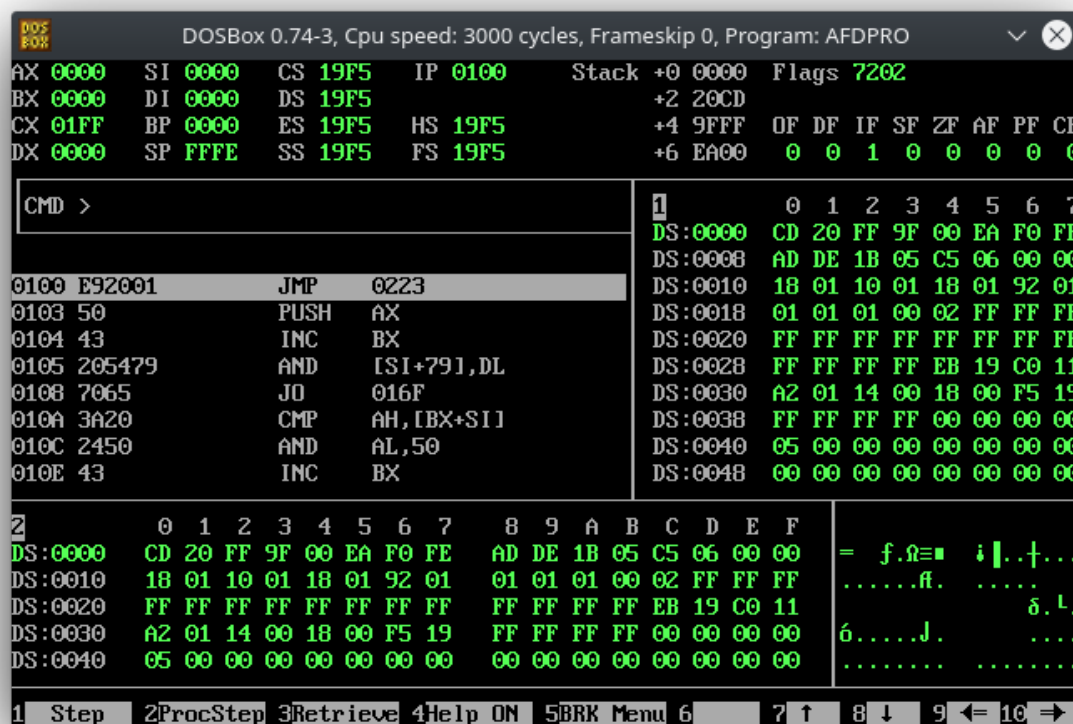 DOS BOX
DOSBox 0.74-3, Cpu speed: 3000 cycles, Frameskip 0, Program: AFDPRO
AX 0000 SI 0000 CS 19F5 IP 0100 Stack +0 0000 Flags 7202
BX 0000 DI 0000 DS 19F5 +2 20CD
CX 01FF BP 0000 ES 19F5 HS 19F5 +4 9FFF OF DF IF SF ZF AF PF
DX 0000 SP FFFE SS 19F5 FS 19F5 +6 EA00 0 0 1 0 0 0 0
CMD >
1 0 1 2 3 4 5 6 7
DS:0000 CD 20 FF 9F 00 EA F0 FE
DS:0008 AD DE 1B 05 C5 06 00 00
0100 E92001 JMP 0223 DS:0010 18 01 10 01 18 01 92 01
0103 50 PUSH AX DS:0018 01 01 01 00 02 FF FF FF
0104 43 INC BX DS:0020 FF FF FF FF FF FF FF FF
0105 205479 AND [SI+79],DL DS:0028 FF FF FF FF EB 19 C0 11
0108 7065 JO 016F DS:0030 A2 01 14 00 18 00 F5 19
010A 3A20 CMP AH,[BX+SI] DS:0038 FF FF FF FF 00 00 00 00
010C 2450 AND AL,50 DS:0040 05 00 00 00 00 00 00 00
010E 43 INC BX DS:0048 00 00 00 00 00 00 00 00
2 0 1 2 3 4 5 6 7 8 9 A B C D E F
DS:0000 CD 20 FF 9F 00 EA F0 FE AD DE 1B 05 C5 06 00 00 = ƒ.Ω≡■ ¡▐..┼...
DS:0010 18 01 10 01 18 01 92 01 01 01 01 00 02 FF FF FF ......Æ. .....
DS:0020 FF FF FF FF FF FF FF FF FF FF FF FF EB 19 C0 11 δ.└.
DS:0030 A2 01 14 00 18 00 F5 19 FF FF FF FF 00 00 00 00 ó.....⌡. ....
DS:0040 05 00 00 00 00 00 00 00 00 00 00 00 00 00 00 00 ........ ........
1 Step 2ProcStep 3Retrieve 4Help ON 5BRK Menu 6 7 ↑ 8 ↓ 9 ← 10 →